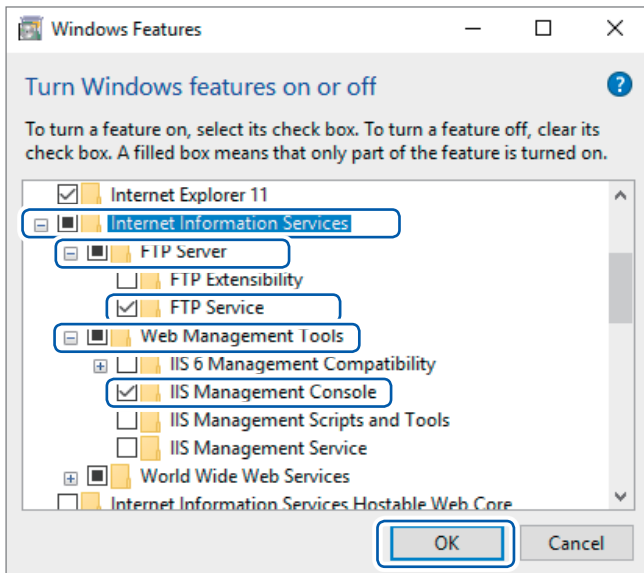 Windows Features
Turn Windows features on or off
?
To turn a feature on, select its check box. To turn a feature off, clear its
check box. A filled box means that only part of the feature is turned on.
Internet Explorer 11
Internet Information Services
FTP Server
FTP Extensibility
FTP Service
Web Management Tools
IIS 6 Management Compatibility
IIS Management Console
IIS Management Scripts and Tools
IIS Management Service
World Wide Web Services
Internet Information Services Hostable Web Core
OK Cancel